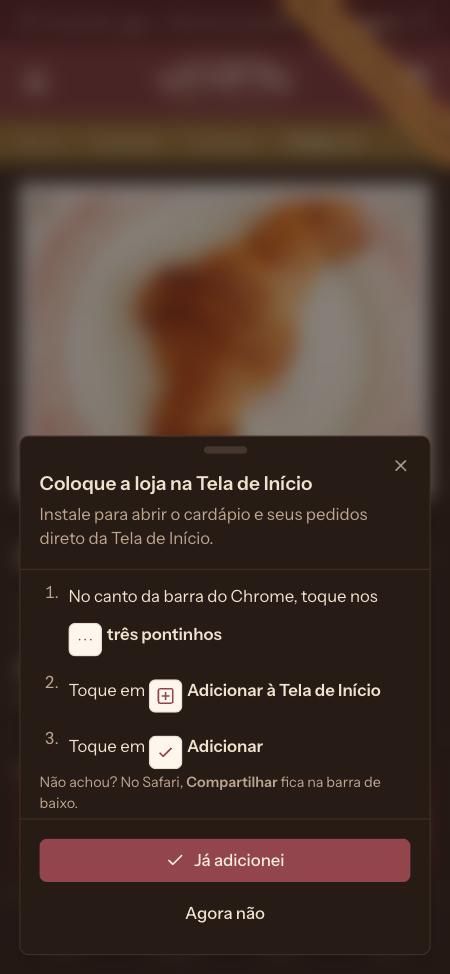 Coloque a loja na Tela de Início
Instale para abrir o cardápio e seus pedidos
direto da Tela de Início.
1. No canto da barra do Chrome, toque nos
... três pontinhos
2. Toque em Adicionar à Tela de Início
3. Toque em Adicionar
Não achou? No Safari, Compartilhar fica na barra de
baixo.
Já adicionei
Agora não